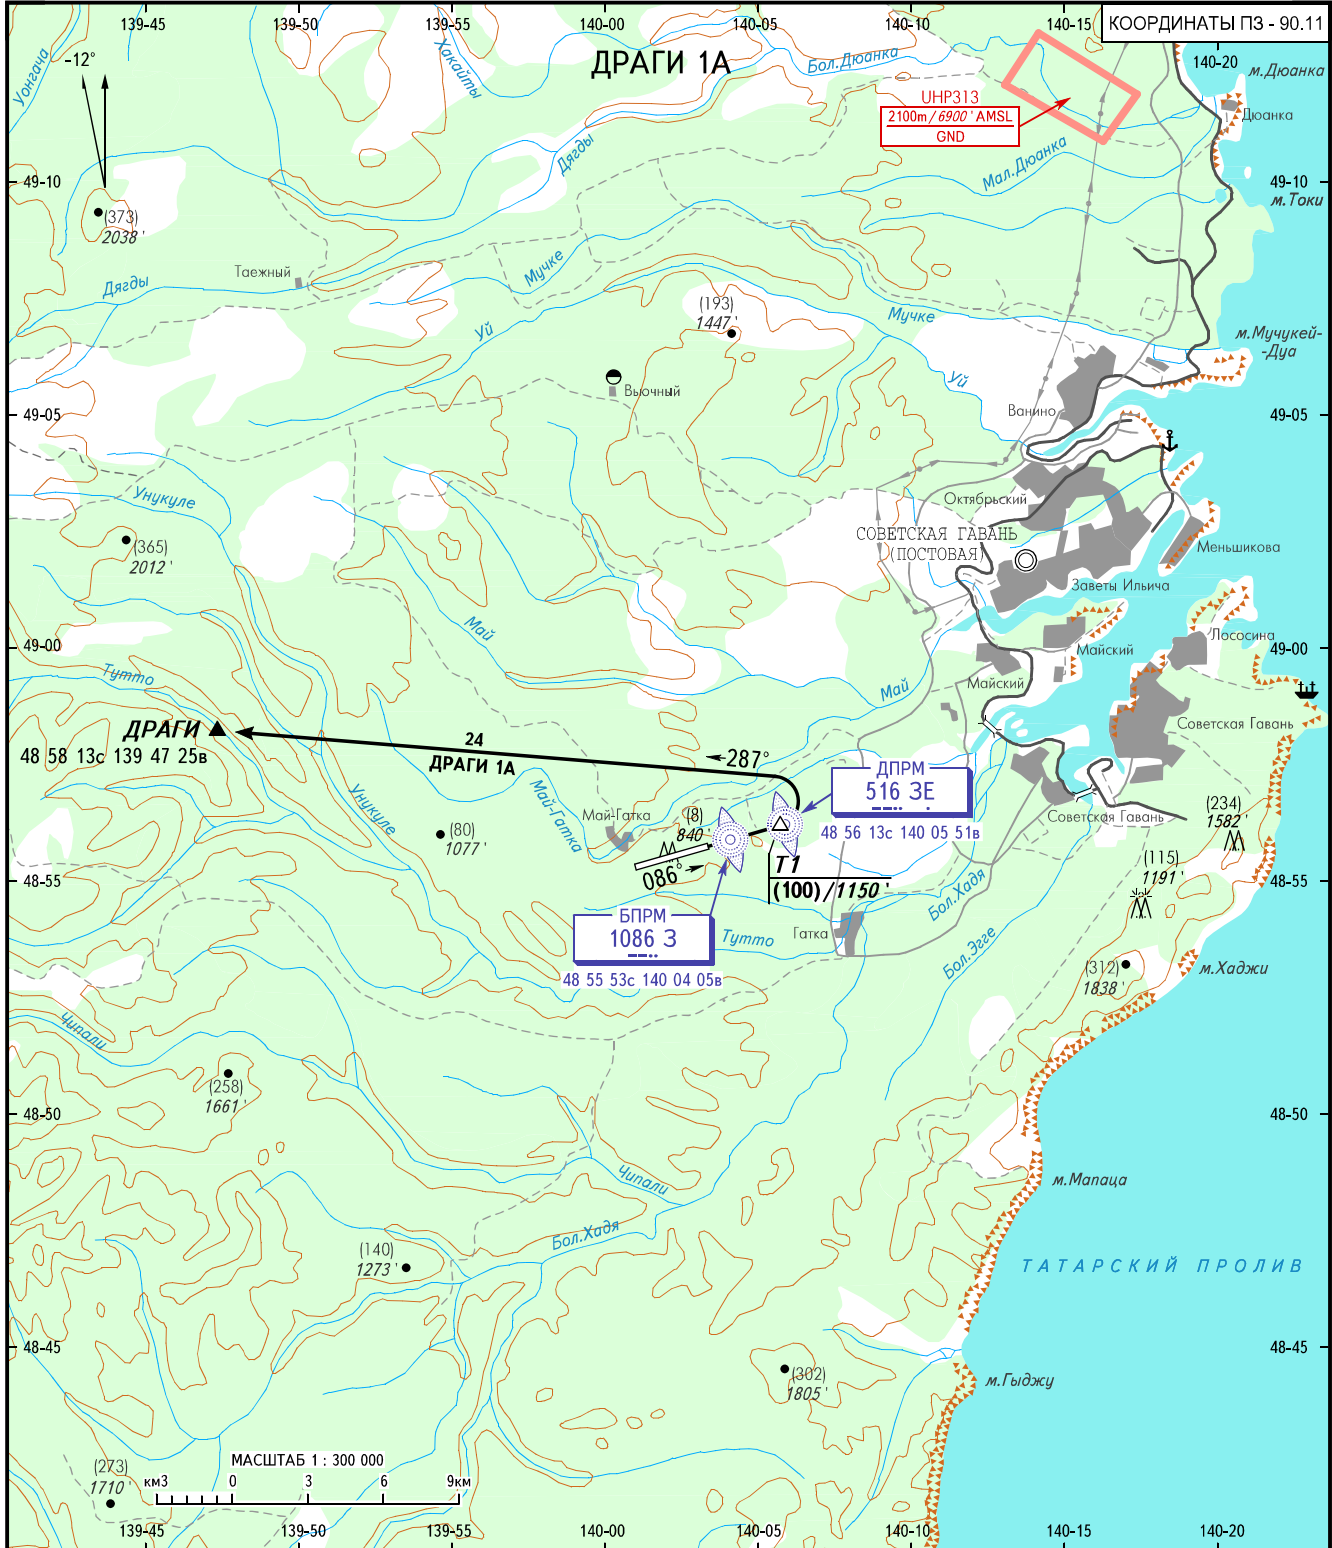 139-45
139-50
139-55
140-00
140-05
140-10
140-15
КООРДИНАТЫ ПЗ - 90.11
140-20
-12°
ДРАГИ 1А
Уонгача
Хакайты
Бол.Дюанка
м.Дюанка
UHP313
2100m/6900 ' AMSL
GND
Дюанка
Дягды
Мал.Дюанка
49-10
49-10
м.Токи
(373)
2038 '
Таежный
Мучке
Дягды
(193)
1447 '
Уй
Мучке
м.Мучукей-
-Дуа
Уй
Вьючный
Ванино
49-05
49-05
Унукуле
Октябрьский
СОВЕТСКАЯ ГАВАНЬ
(ПОСТОВАЯ)
(365)
2012 '
Меньшикова
Заветы Ильича
Май
Лососина
49-00
49-00
Майский
Тутто
Майский
Май
ДРАГИ
48 58 13с 139 47 25в
24
ДРАГИ 1А
287°
Советская Гавань
ДПРМ
516 ЗЕ
48 56 13с 140 05 51в
Унукуле
Май-Гатка
Май-Гатка
(8)
840 '
(80)
1077 '
Советская Гавань
(234)
1582 '
086°
Т1
(100)/1150 '
(115)
1191 '
48-55
48-55
Бол.Хадя
БПРМ
1086 З
48 55 53с 140 04 05в
Тутто
Гатка
Бол.Эгге
(312)
1838 '
м.Хаджи
Чипали
(258)
1661 '
48-50
48-50
Чипали
м.Мапаца
Бол.Хадя
(140)
1273 '
ТАТАРСКИЙ ПРОЛИВ
48-45
48-45
(302)
1805 '
м.Гыджу
(273)
1710 '
МАСШТАБ 1 : 300 000
км3 0 3 6 9км
139-45
139-50
139-55
140-00
140-05
140-10
140-15
140-20